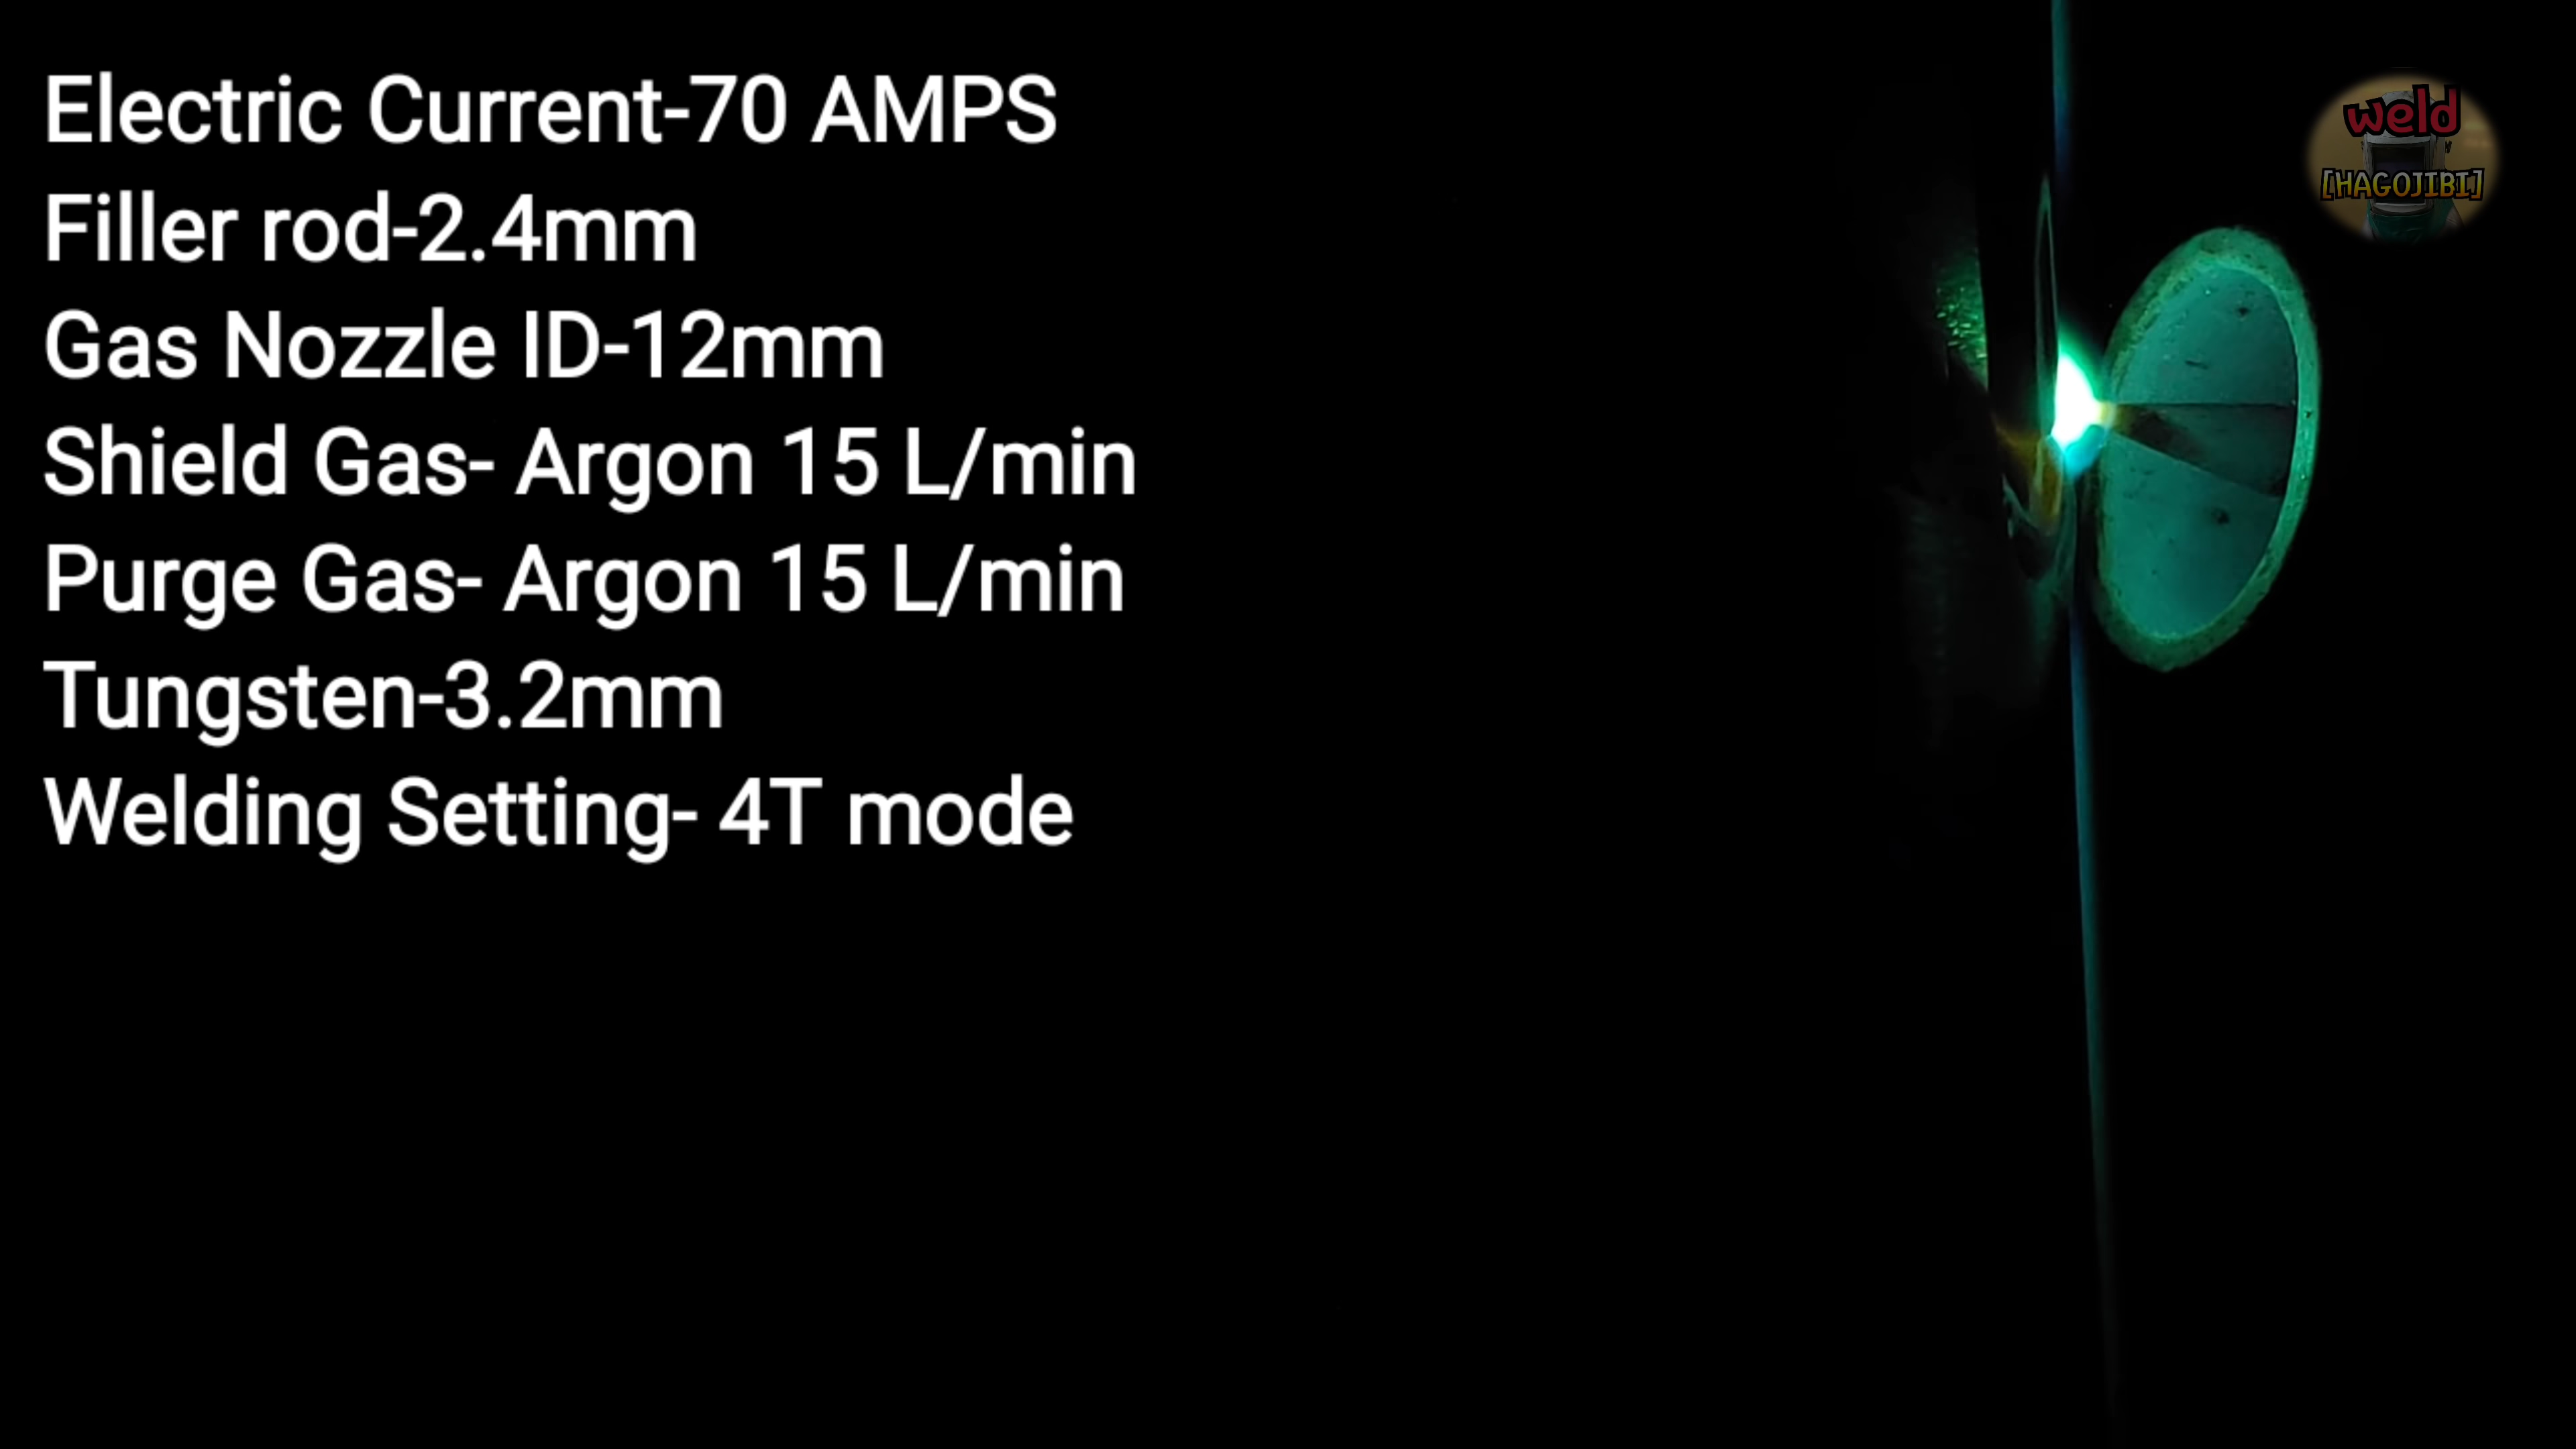 Electric Current-70 AMPS
Filler rod-2.4mm
Gas Nozzle ID-12mm
Shield Gas- Argon 15 L/min
Purge Gas- Argon 15 L/min
Tungsten-3.2mm
Welding Setting- 4T mode
weld
[HAGOJIBI]